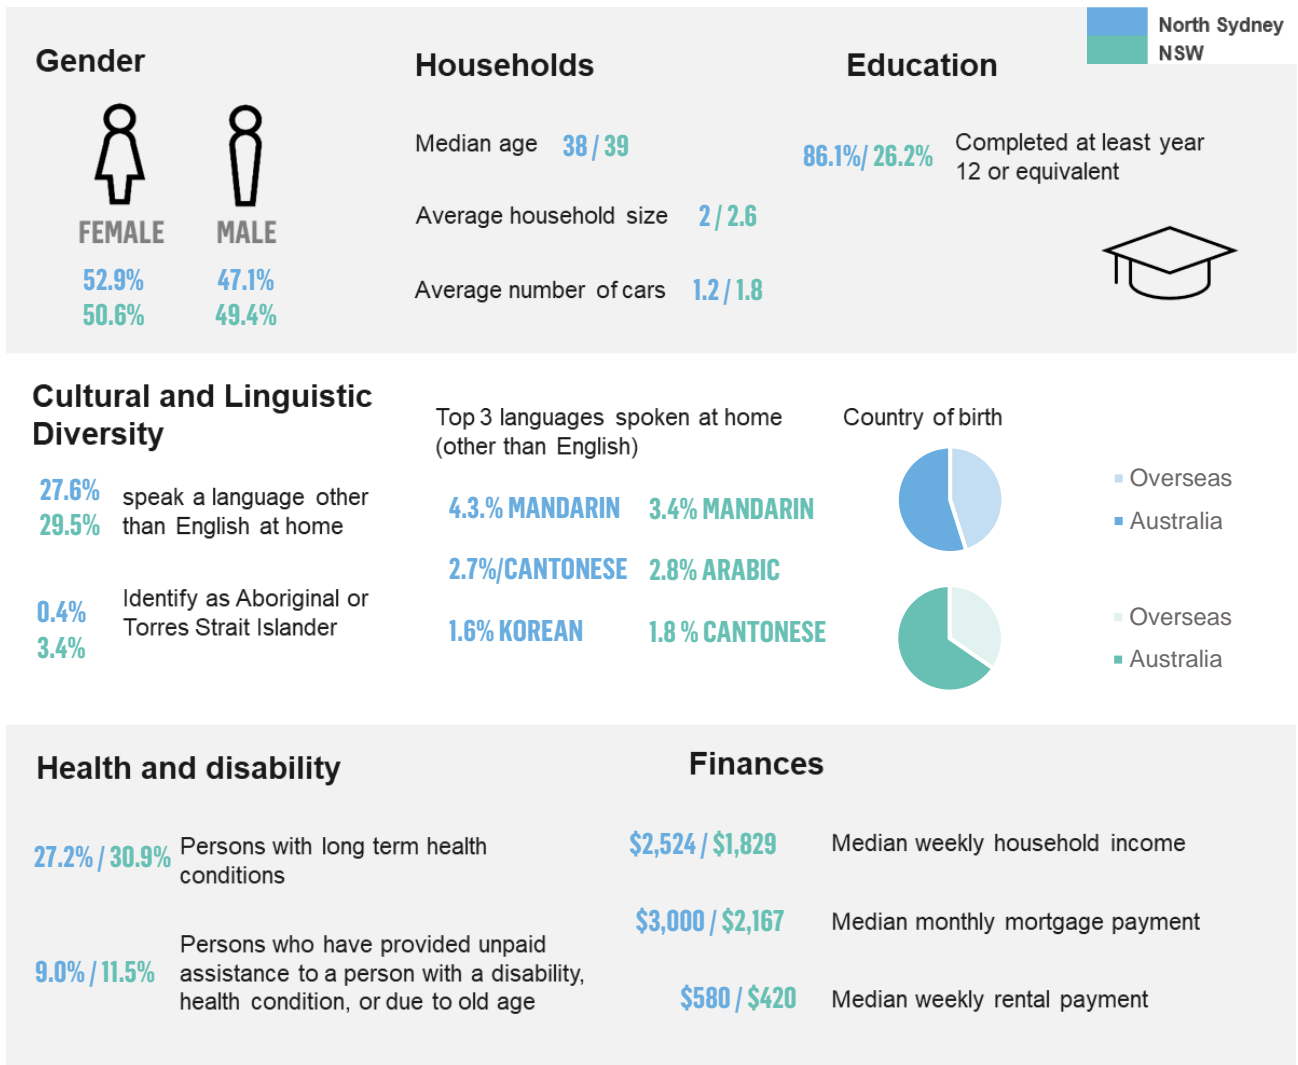 North Sydney
NSW
Gender
FEMALE MALE
52.9% 47.1%
50.6% 49.4%
Households
Median age 38 / 39
Average household size 2 / 2.6
Average number of cars 1.2 / 1.8
Education
86.1%/ 26.2% Completed at least year
12 or equivalent
Cultural and Linguistic
Diversity
27.6%
29.5%
speak a language other
than English at home
0.4%
3.4%
Identify as Aboriginal or
Torres Strait Islander
Top 3 languages spoken at home
(other than English)
4.3.% MANDARIN 3.4% MANDARIN
2.7%/CANTONESE 2.8% ARABIC
1.6% KOREAN 1.8 % CANTONESE
Country of birth
Overseas
Australia
Overseas
Australia
Health and disability
27.2% / 30.9% Persons with long term health
conditions
9.0% / 11.5%
Persons who have provided unpaid
assistance to a person with a disability,
health condition, or due to old age
Finances
$2,524 / $1,829 Median weekly household income
$3,000 / $2,167 Median monthly mortgage payment
$580 / $420 Median weekly rental payment